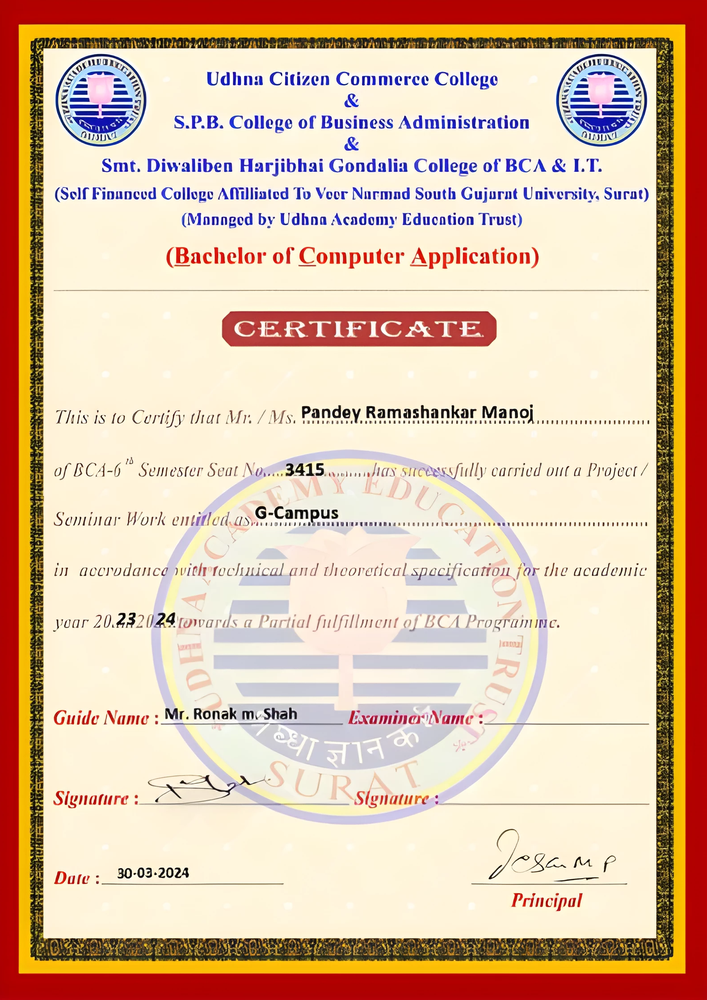 Udhna Citizen Commerce College
&
S.P.B. College of Business Administration
&
Smt. Diwaliben Harjibhai Gondalia College of BCA & I.T.
(Self Financed College Affilliated To Veer Narmad South Gujarat University, Surat)
(Managed by Udhna Academy Education Trust)
(Bachelor of Computer Application)
CERTIFICATE
This is to Certify that Mr. / Ms. Pandey Ramashankar Manoj
of BCA-6th Semester Seat No. 3415 has successfully carried out a Project /
Seminar Work entitled as G-Campus
in accrodance with technical and theoretical specification for the academic
year 20 23 20 24 towards a Partial fulfillment of BCA Programme.
UDHNA ACADEMY EDUCATION TRUST
Guide Name : Mr. Ronak m. Shah Examiner Name :
ज्ञान
SURAT
Signature : Signature :
Date : 30-03-2024
Principal